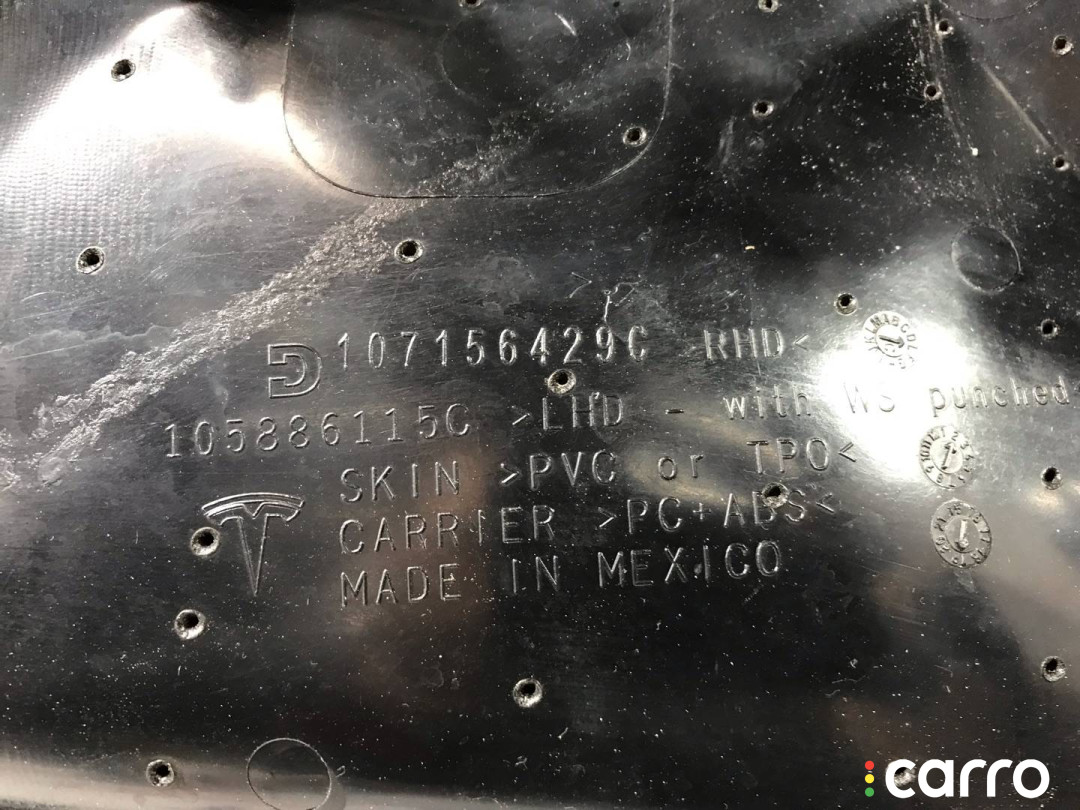 107156429C RHD<
105886115C >LHD - with WS punched
SKIN >PVC or TPO<
CARRIER >PC+ABS<
MADE IN MEXICO
carro